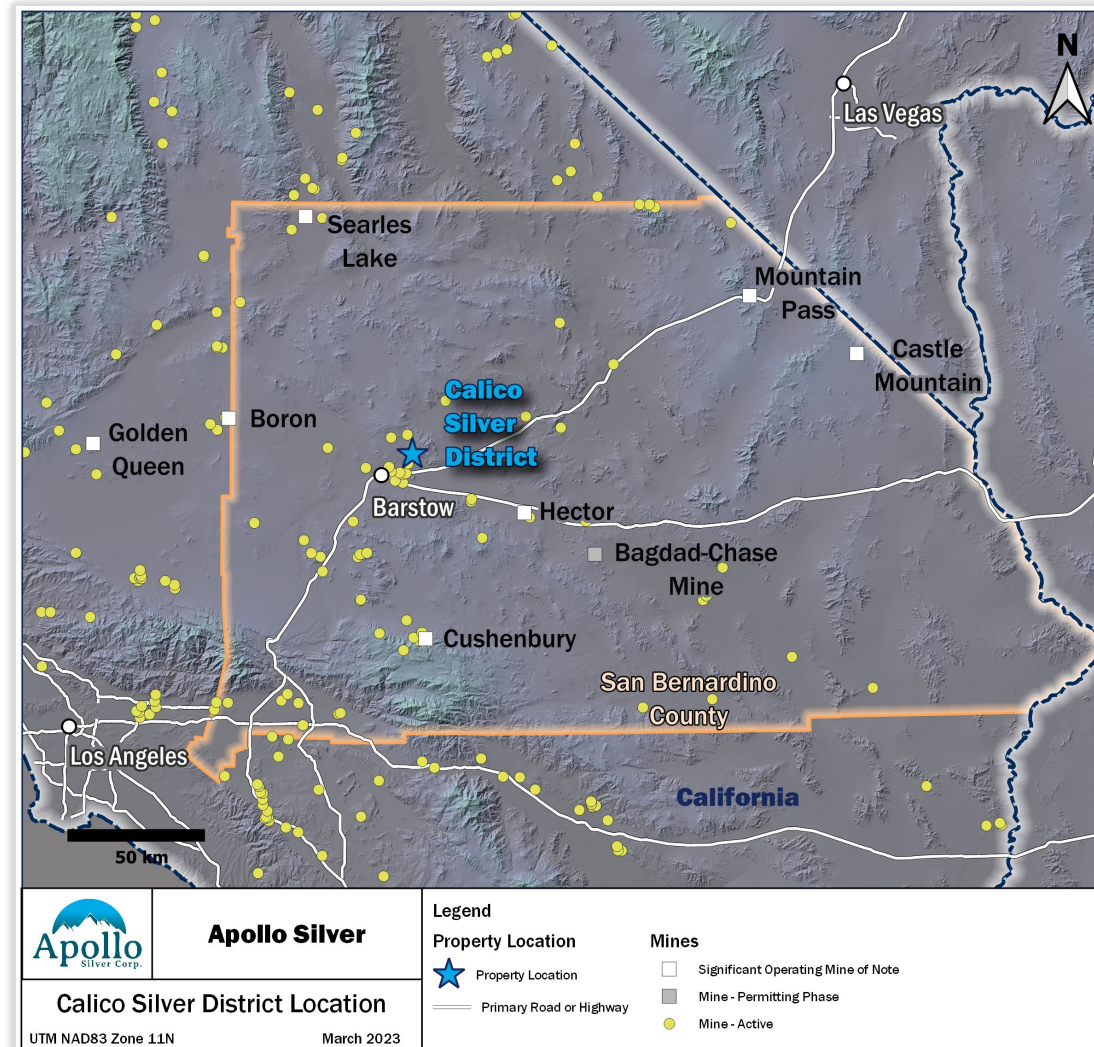 N
Las Vegas
Searles
Lake
Mountain
Pass
Castle
Mountain
Calico
Silver
District
Boron
Golden
Queen
Barstow
Hector
Bagdad-Chase
Mine
Cushenbury
San Bernardino
County
Los Angeles
California
50 km
Apollo
Silver Corp.
Apollo Silver
Calico Silver District Location
UTM NAD83 Zone 11N
March 2023
Legend
Property Location
Property Location
Primary Road or Highway
Mines
Significant Operating Mine of Note
Mine - Permitting Phase
Mine - Active